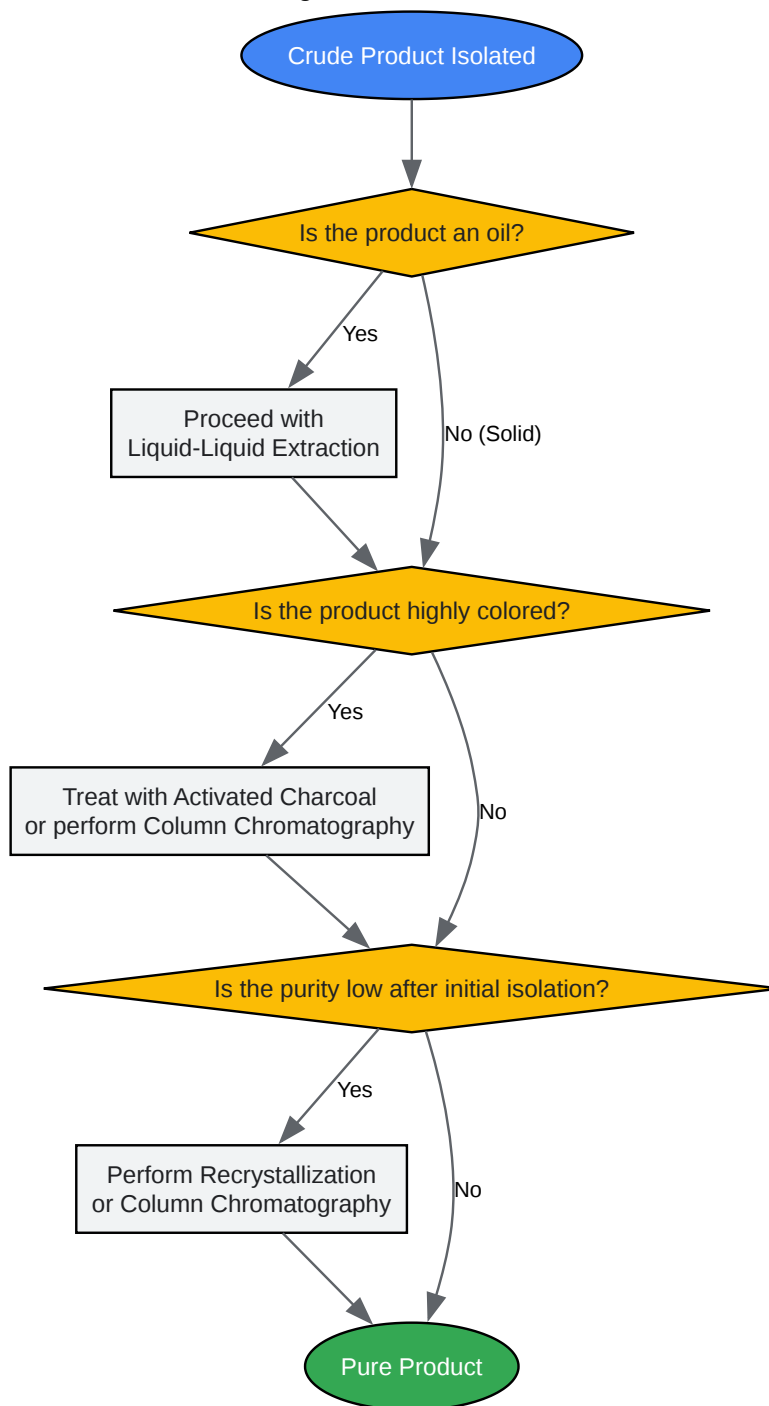 Crude Product Isolated
Is the product an oil?
Yes
Proceed with
Liquid-Liquid Extraction
No (Solid)
Is the product highly colored?
Yes
Treat with Activated Charcoal
or perform Column Chromatography
No
Is the purity low after initial isolation?
Yes
Perform Recrystallization
or Column Chromatography
No
Pure Product